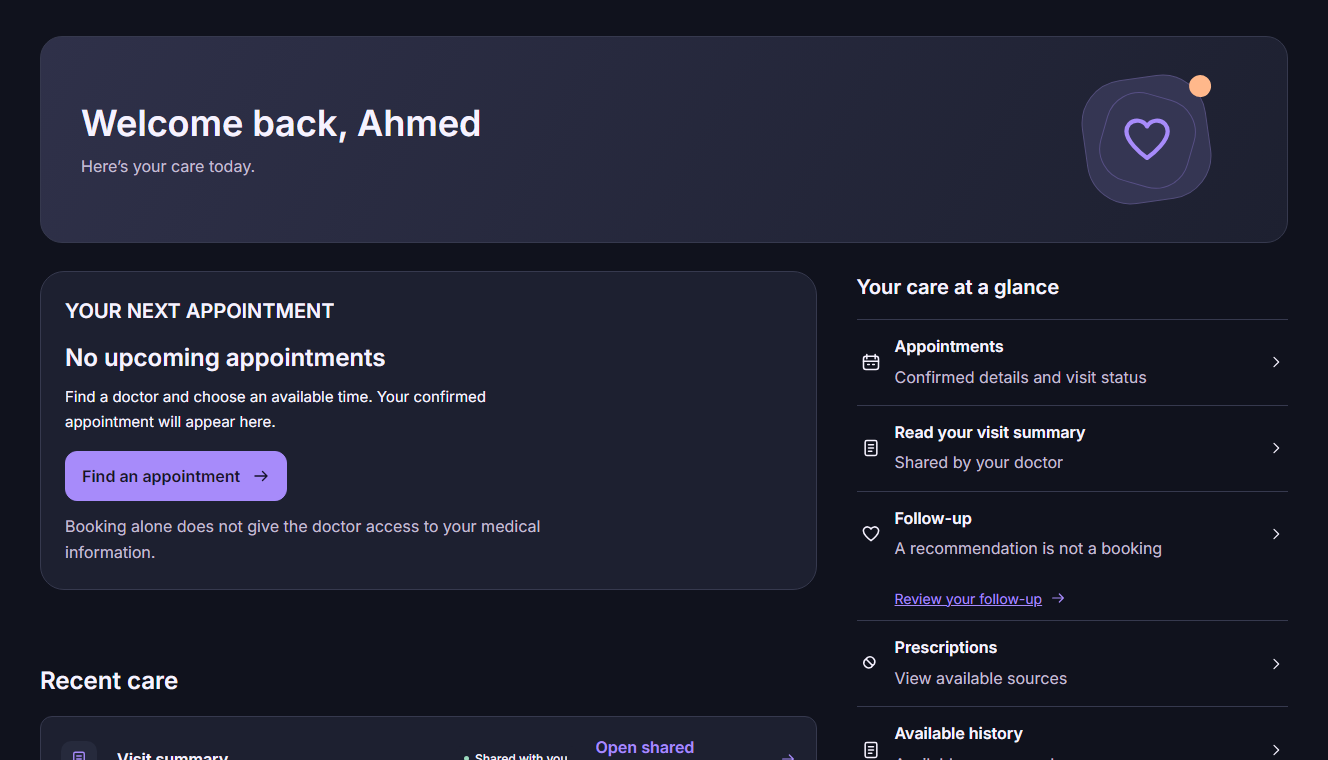 Welcome back, Ahmed
Here’s your care today.
YOUR NEXT APPOINTMENT
No upcoming appointments
Find a doctor and choose an available time. Your confirmed
appointment will appear here.
Find an appointment
Booking alone does not give the doctor access to your medical
information.
Recent care
Visit summary
Shared with you
Open shared
Your care at a glance
Appointments
Confirmed details and visit status
Read your visit summary
Shared by your doctor
Follow-up
A recommendation is not a booking
Review your follow-up
Prescriptions
View available sources
Available history